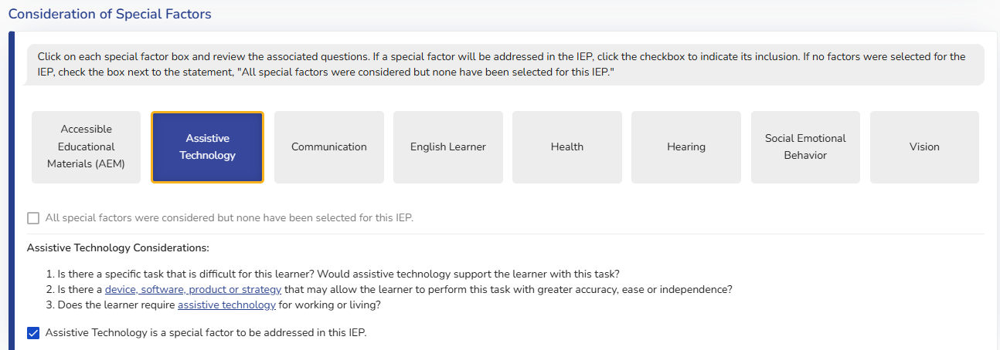 Consideration of Special Factors
Click on each special factor box and review the associated questions. If a special factor will be addressed in the IEP, click the checkbox to indicate its inclusion. If no factors were selected for the
IEP, check the box next to the statement, "All special factors were considered but none have been selected for this IEP."
Accessible
Educational
Materials (AEM)
Assistive
Technology
Communication
English Learner
Health
Hearing
Social Emotional
Behavior
Vision
All special factors were considered but none have been selected for this IEP.
Assistive Technology Considerations:
1. Is there a specific task that is difficult for this learner? Would assistive technology support the learner with this task?
2. Is there a device, software, product or strategy that may allow the learner to perform this task with greater accuracy, ease or independence?
3. Does the learner require assistive technology for working or living?
Assistive Technology is a special factor to be addressed in this IEP.